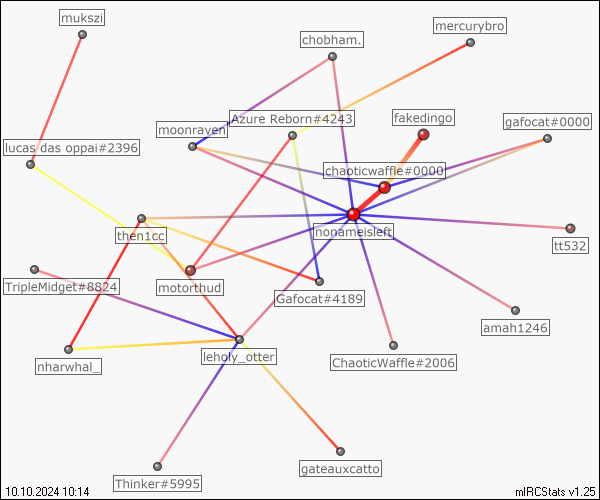 mukszi
mercurybro
chobham.
Azure Reborn#4243
fakedingo
gafocat#0000
moonraven
lucas das oppai#2396
chaoticwaffle#0000
nonameisleft
then1cc
tt532
TripleMidget#8824
motorthud
Gafocat#4189
amah1246
leholy_otter
ChaoticWaffle#2006
nharwhal_
gateauxcatto
Thinker#5995
10.10.2024 10:14
mIRCStats v1.25